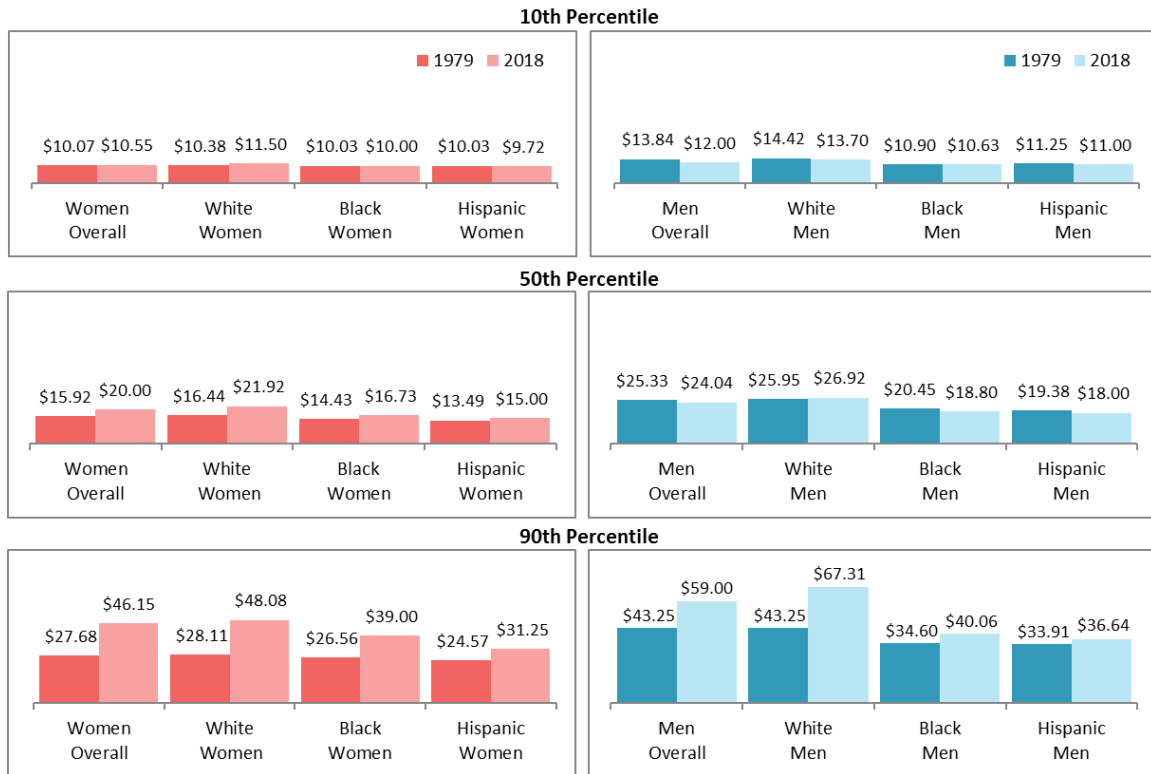 10th Percentile
1979 2018
$10.07 $10.55 $10.38 $11.50 $10.03 $10.00 $10.03 $9.72
Women White Black Hispanic
Overall Women Women Women
1979 2018
$13.84 $12.00 $14.42 $13.70 $10.90 $10.63 $11.25 $11.00
Men White Black Hispanic
Overall Men Men Men
50th Percentile
$15.92 $20.00 $16.44 $21.92 $14.43 $16.73 $13.49 $15.00
Women White Black Hispanic
Overall Women Women Women
$25.33 $24.04 $25.95 $26.92 $20.45 $18.80 $19.38 $18.00
Men White Black Hispanic
Overall Men Men Men
90th Percentile
$27.68 $46.15 $28.11 $48.08 $26.56 $39.00 $24.57 $31.25
Women White Black Hispanic
Overall Women Women Women
$43.25 $59.00 $43.25 $67.31 $34.60 $40.06 $33.91 $36.64
Men White Black Hispanic
Overall Men Men Men